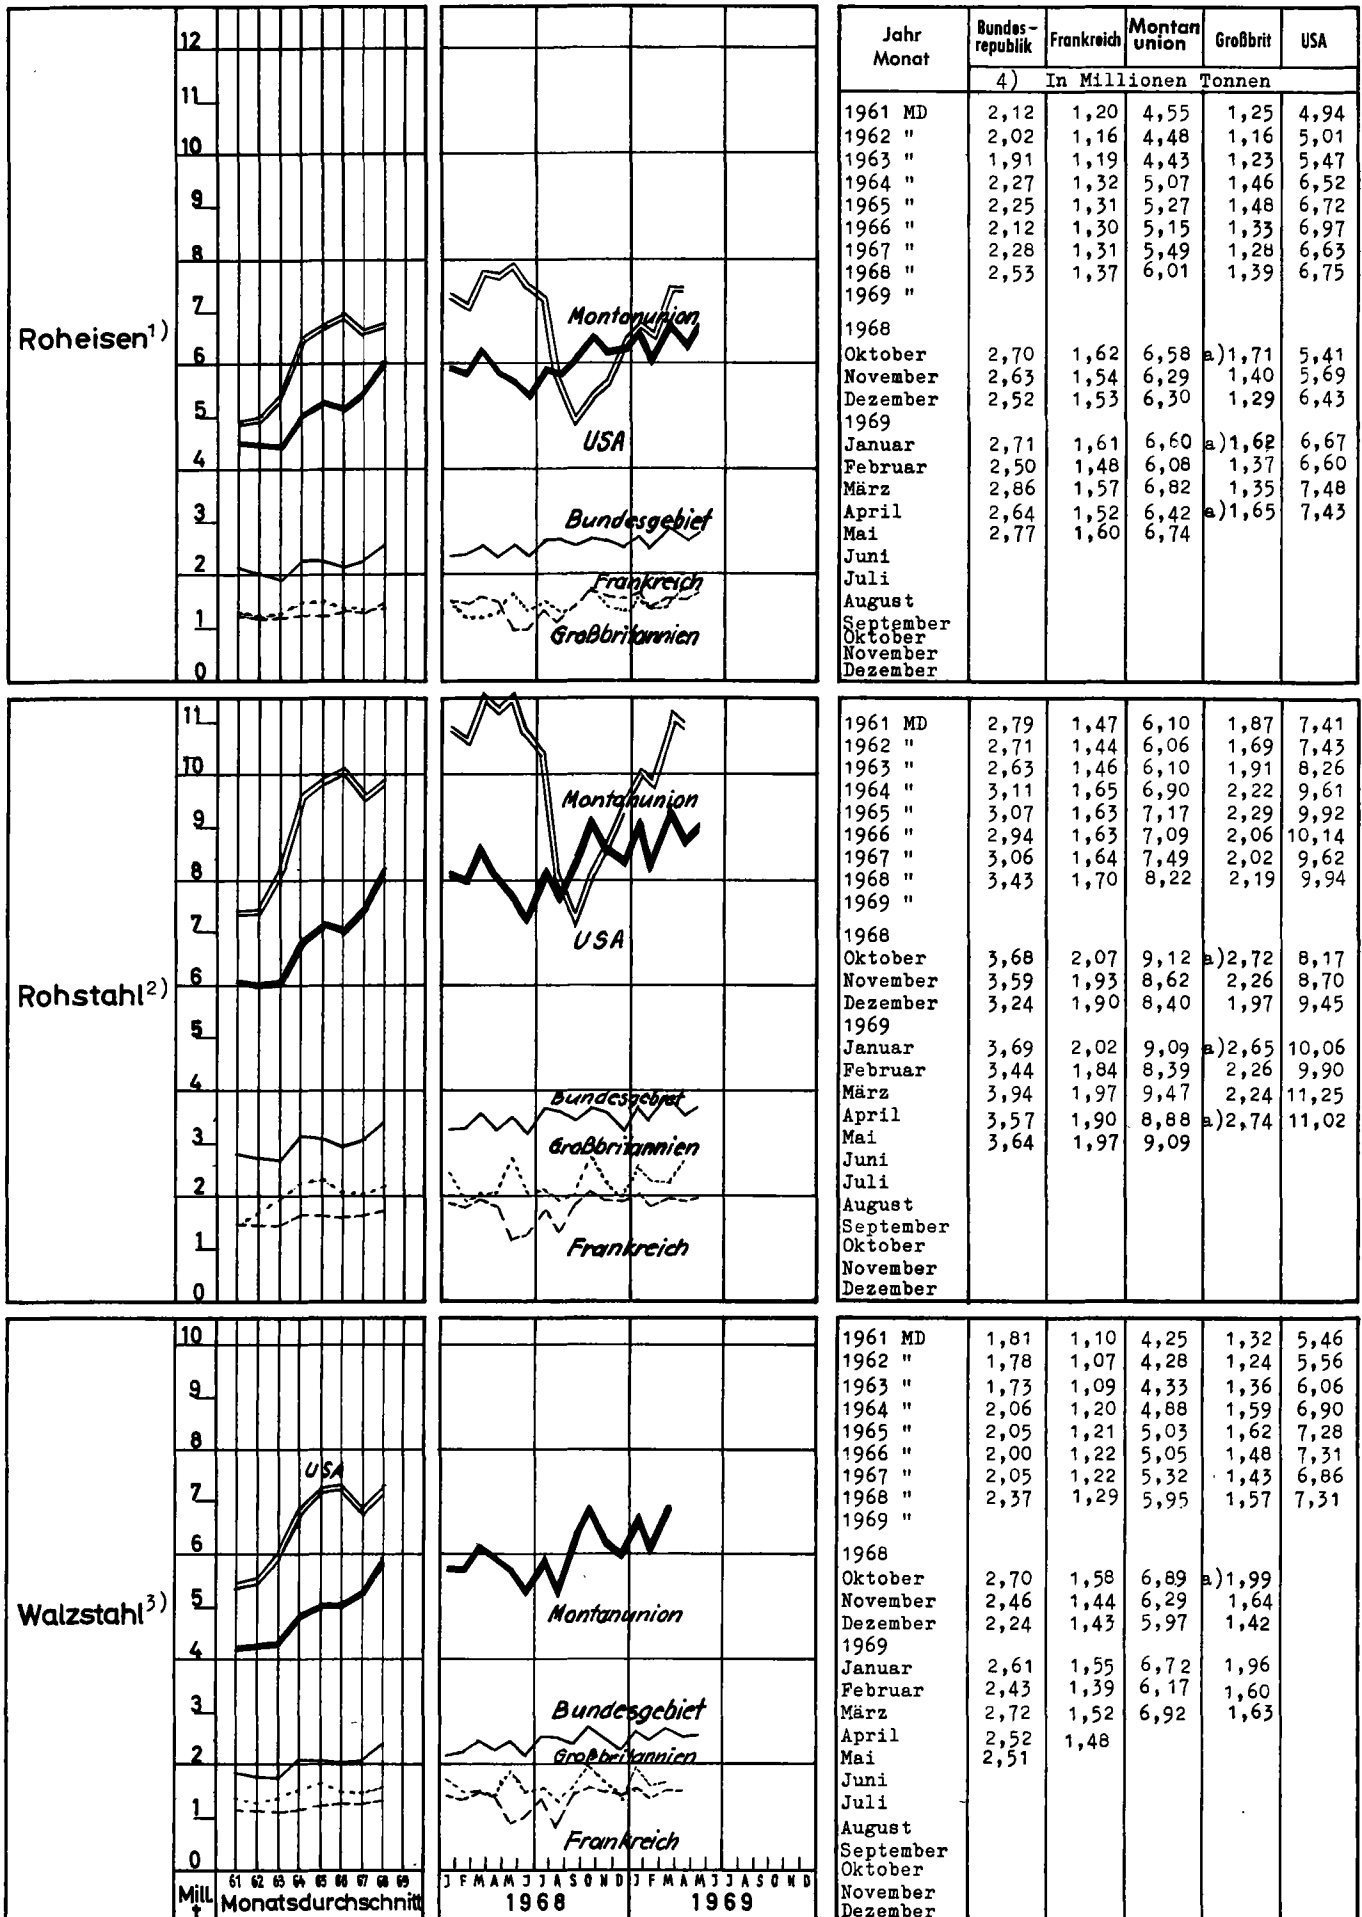 Roheisen¹)
12
11
10
9
8
7
6
5
4
3
2
1
0
Montanunion
USA
Bundesgebiet
Frankreich
Großbritannien
Jahr Monat Bundes-republik Frankreich Montan union Großbrit USA
4) In Millionen Tonnen
1961 MD 2,12 1,20 4,55 1,25 4,94
1962 " 2,02 1,16 4,48 1,16 5,01
1963 " 1,91 1,19 4,43 1,23 5,47
1964 " 2,27 1,32 5,07 1,46 6,52
1965 " 2,25 1,31 5,27 1,48 6,72
1966 " 2,12 1,30 5,15 1,33 6,97
1967 " 2,28 1,31 5,49 1,28 6,63
1968 " 2,53 1,37 6,01 1,39 6,75
1969 "
1968
Oktober 2,70 1,62 6,58 a)1,71 5,41
November 2,63 1,54 6,29 1,40 5,69
Dezember 2,52 1,53 6,30 1,29 6,43
1969
Januar 2,71 1,61 6,60 a)1,62 6,67
Februar 2,50 1,48 6,08 1,37 6,60
März 2,86 1,57 6,82 1,35 7,48
April 2,64 1,52 6,42 a)1,65 7,43
Mai 2,77 1,60 6,74
Juni
Juli
August
September
Oktober
November
Dezember
Rohstahl²)
11
10
9
8
7
6
5
4
3
2
1
0
Montanunion
USA
Bundesgebiet
Großbritannien
Frankreich
1961 MD 2,79 1,47 6,10 1,87 7,41
1962 " 2,71 1,44 6,06 1,69 7,43
1963 " 2,63 1,46 6,10 1,91 8,26
1964 " 3,11 1,65 6,90 2,22 9,61
1965 " 3,07 1,63 7,17 2,29 9,92
1966 " 2,94 1,63 7,09 2,06 10,14
1967 " 3,06 1,64 7,49 2,02 9,62
1968 " 3,43 1,70 8,22 2,19 9,94
1969 "
1968
Oktober 3,68 2,07 9,12 a)2,72 8,17
November 3,59 1,93 8,62 2,26 8,70
Dezember 3,24 1,90 8,40 1,97 9,45
1969
Januar 3,69 2,02 9,09 a)2,65 10,06
Februar 3,44 1,84 8,39 2,26 9,90
März 3,94 1,97 9,47 2,24 11,25
April 3,57 1,90 8,88 a)2,74 11,02
Mai 3,64 1,97 9,09
Juni
Juli
August
September
Oktober
November
Dezember
Walzstahl³)
10
9
8
7
6
5
4
3
2
1
0
Mill. t
USA
61 62 63 64 65 66 67 68 69
Monatsdurchschnitt
Montanunion
Bundesgebiet
Großbritannien
Frankreich
J F M A M J J A S O N D J F M A M J J A S O N D
1968 1969
1961 MD 1,81 1,10 4,25 1,32 5,46
1962 " 1,78 1,07 4,28 1,24 5,56
1963 " 1,73 1,09 4,33 1,36 6,06
1964 " 2,06 1,20 4,88 1,59 6,90
1965 " 2,05 1,21 5,03 1,62 7,28
1966 " 2,00 1,22 5,05 1,48 7,31
1967 " 2,05 1,22 5,32 1,43 6,86
1968 " 2,37 1,29 5,95 1,57 7,31
1969 "
1968
Oktober 2,70 1,58 6,89 a)1,99
November 2,46 1,44 6,29 1,64
Dezember 2,24 1,43 5,97 1,42
1969
Januar 2,61 1,55 6,72 1,96
Februar 2,43 1,39 6,17 1,60
März 2,72 1,52 6,92 1,63
April 2,52 1,48
Mai 2,51
Juni
Juli
August
September
Oktober
November
Dezember